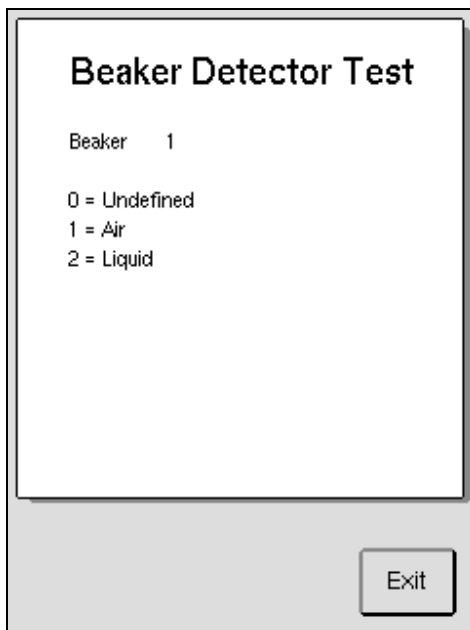 Beaker Detector Test
Beaker 1
0 = Undefined
1 = Air
2 = Liquid
Exit